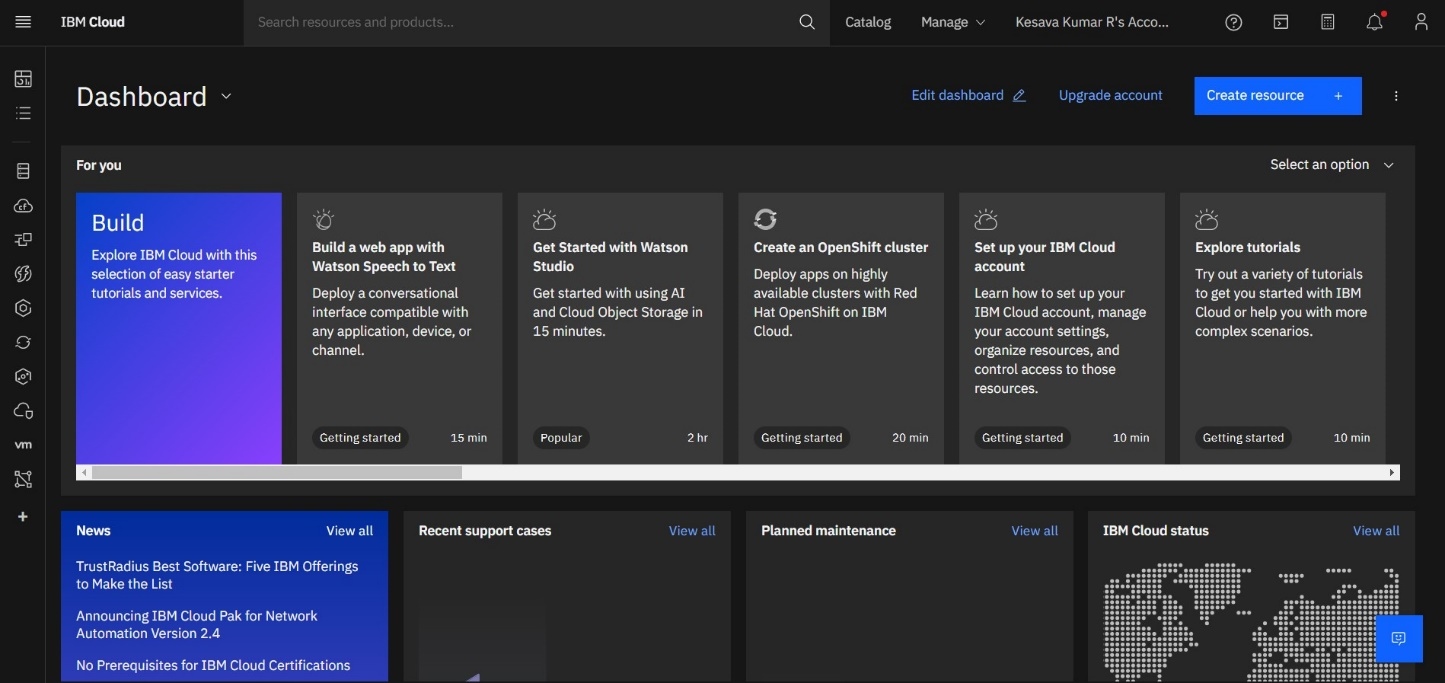 IBM Cloud
Search resources and products...
Catalog
Manage
Kesava Kumar R's Acco...
Dashboard
Edit dashboard
Upgrade account
Create resource +
For you
Select an option
Build
Explore IBM Cloud with this
selection of easy starter
tutorials and services.
Build a web app with
Watson Speech to Text
Deploy a conversational
interface compatible with
any application, device, or
channel.
Getting started
15 min
Get Started with Watson
Studio
Get started with using AI
and Cloud Object Storage in
15 minutes.
Popular
2 hr
Create an OpenShift cluster
Deploy apps on highly
available clusters with Red
Hat OpenShift on IBM
Cloud.
Getting started
20 min
Set up your IBM Cloud
account
Learn how to set up your
IBM Cloud account, manage
your account settings,
organize resources, and
control access to those
resources.
Getting started
10 min
Explore tutorials
Try out a variety of tutorials
to get you started with IBM
Cloud or help you with more
complex scenarios.
Getting started
10 min
vm
News
View all
TrustRadius Best Software: Five IBM Offerings
to Make the List
Announcing IBM Cloud Pak for Network
Automation Version 2.4
No Prerequisites for IBM Cloud Certifications
Recent support cases
View all
Planned maintenance
View all
IBM Cloud status
View all